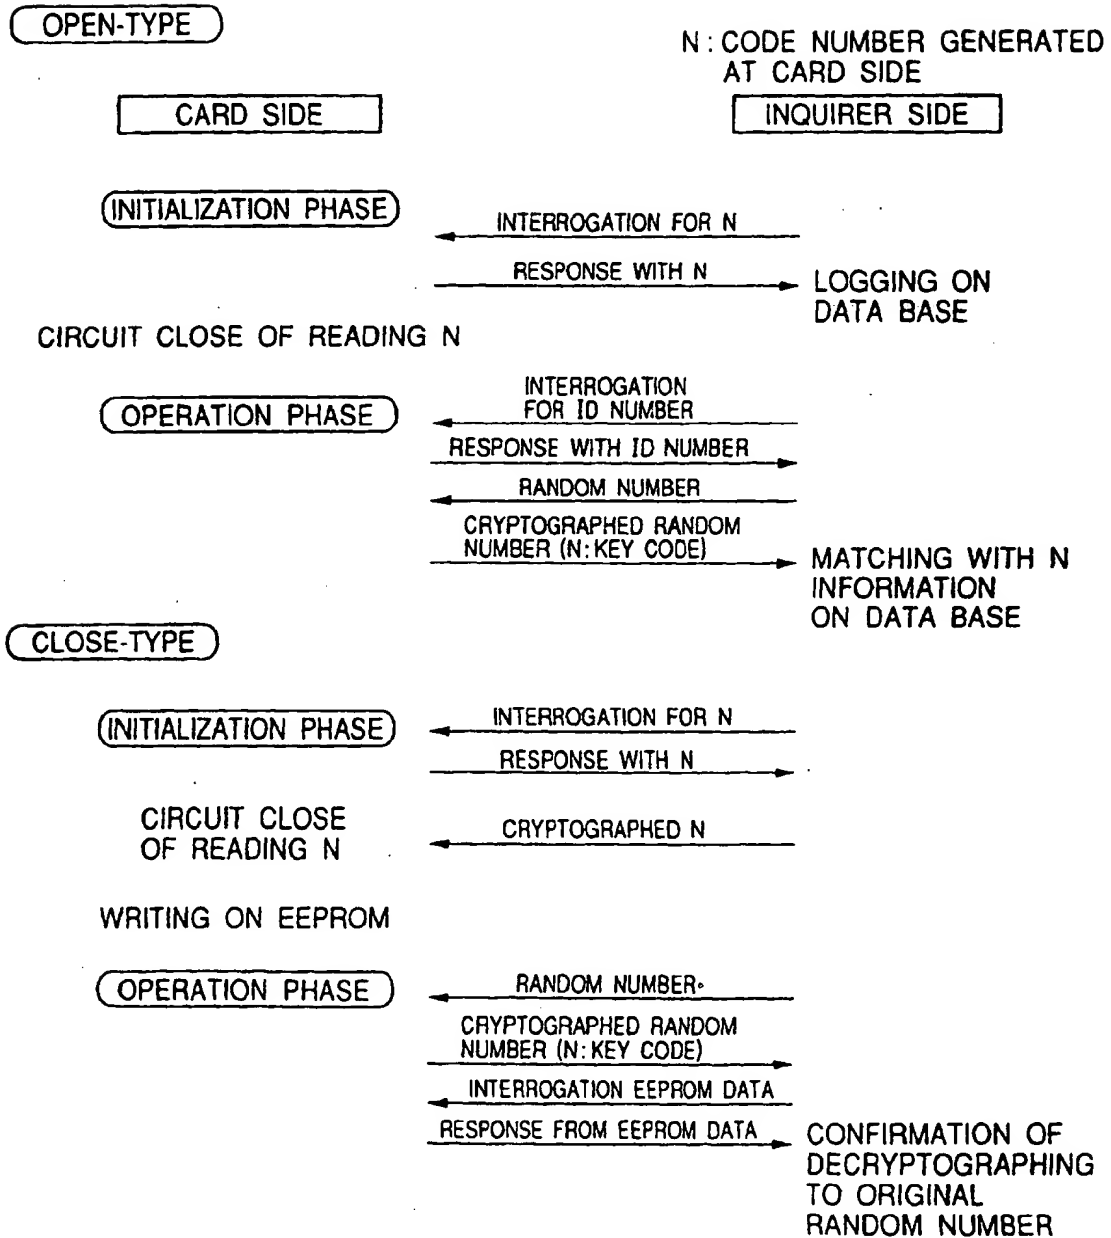 OPEN-TYPE
N : CODE NUMBER GENERATED
AT CARD SIDE
CARD SIDE
INQUIRER SIDE
INITIALIZATION PHASE
INTERROGATION FOR N
RESPONSE WITH N
LOGGING ON
DATA BASE
CIRCUIT CLOSE OF READING N
OPERATION PHASE
INTERROGATION
FOR ID NUMBER
RESPONSE WITH ID NUMBER
RANDOM NUMBER
CRYPTOGRAPHED RANDOM
NUMBER (N: KEY CODE)
MATCHING WITH N
INFORMATION
ON DATA BASE
CLOSE-TYPE
INITIALIZATION PHASE
INTERROGATION FOR N
RESPONSE WITH N
CIRCUIT CLOSE
OF READING N
CRYPTOGRAPHED N
WRITING ON EEPROM
OPERATION PHASE
RANDOM NUMBER
CRYPTOGRAPHED RANDOM
NUMBER (N: KEY CODE)
INTERROGATION EEPROM DATA
RESPONSE FROM EEPROM DATA
CONFIRMATION OF
DECRYPTOGRAPHING
TO ORIGINAL
RANDOM NUMBER